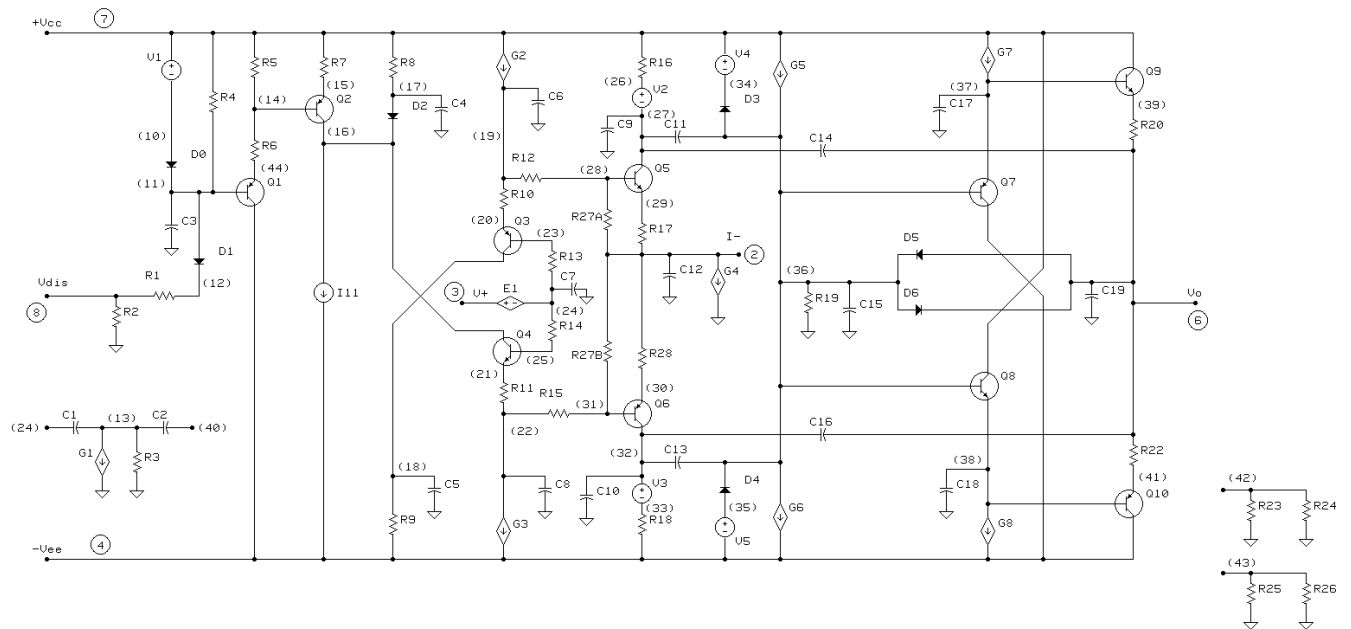 +Vcc
7
V1
R5
R7
R8
G2
R16
V4
G5
G7
Q9
(15)
(26)
(37)
R4
(14)
Q2
(17)
D2
C4
C6
V2
(34)
D3
C17
(39)
(10)
(16)
(19)
C9
(27)
C11
R20
D0
R6
R12
C14
(11)
(44)
Q1
(28)
Q5
Q7
R10
C3
(20)
Q3
(23)
R27A
(29)
R17
I-
2
D1
R13
D5
Vdis
R1
(12)
C7
C12
G4
(36)
C19
8
R2
I11
3
V+
E1
(24)
R19
C15
D6
Vo
6
R14
Q4
(25)
R27B
R28
(21)
Q8
R11
R15
(31)
(30)
Q6
(24)
C1
(13)
C2
(40)
(22)
C16
G1
R3
(32)
C13
R22
(18)
C5
C8
C10
V3
D4
(38)
C18
(41)
Q10
(42)
R9
G3
(33)
R18
(35)
V5
G6
G8
R23
R24
-Vee
4
(43)
R25
R26